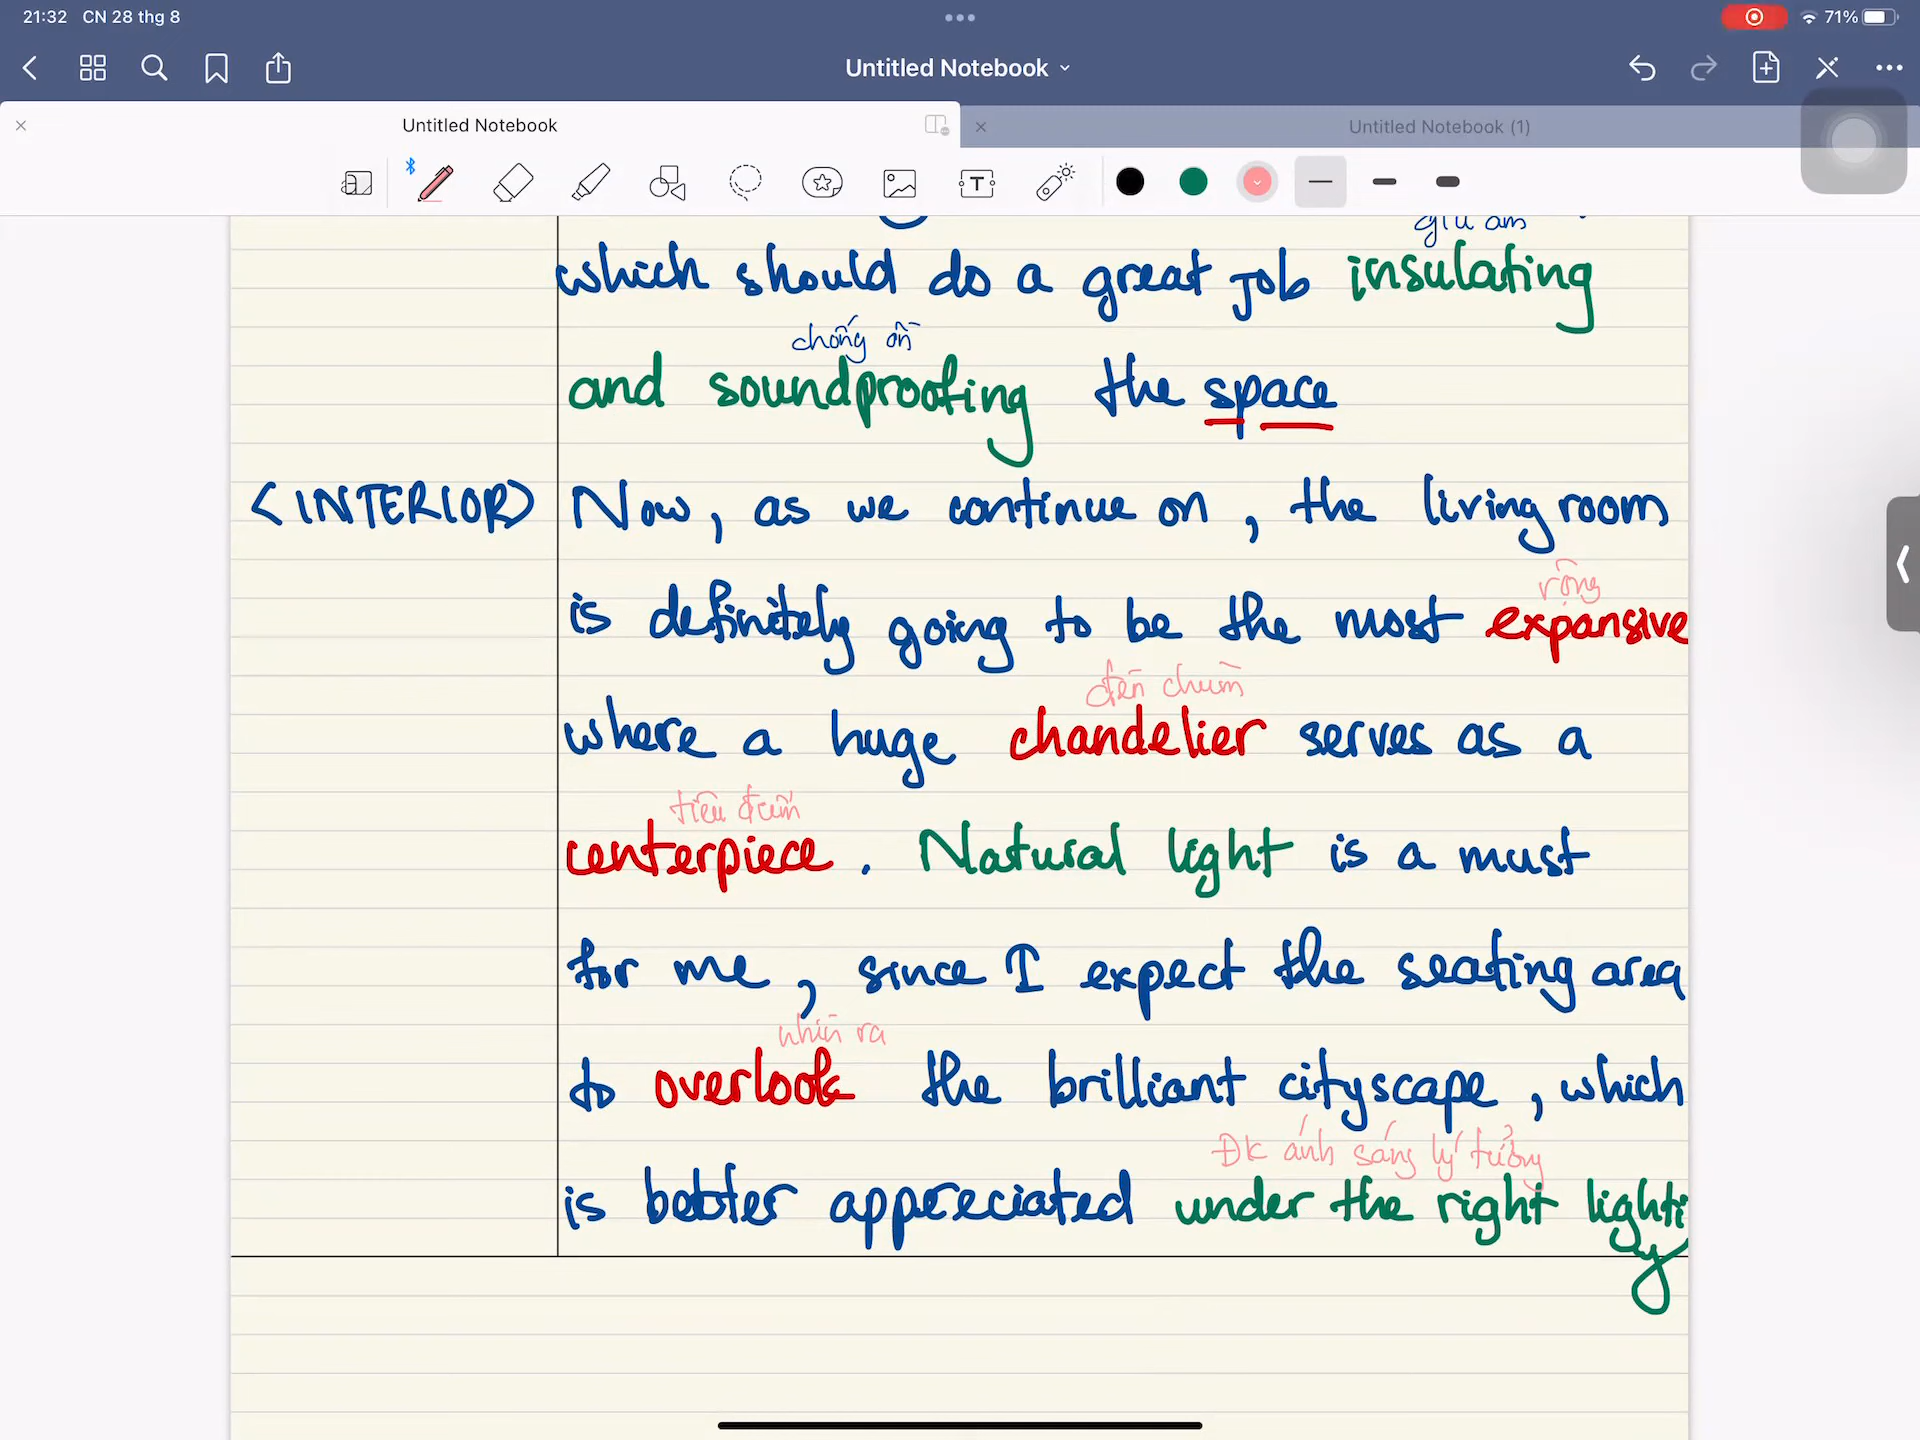 21:32 CN 28 thg 8
71%
Untitled Notebook
Untitled Notebook
Untitled Notebook (1)
giữ ấm
which should do a great job insulating
chống ồn
and soundproofing the space
<INTERIOR> Now, as we continue on, the living room
rộng
is definitely going to be the most expansive
đèn chùm
where a huge chandelier serves as a
tiêu điểm
centerpiece. Natural light is a must
for me, since I expect the seating area
nhìn ra
to overlook the brilliant cityscape, which
ĐK ánh sáng lý tưởng
is better appreciated under the right lighting